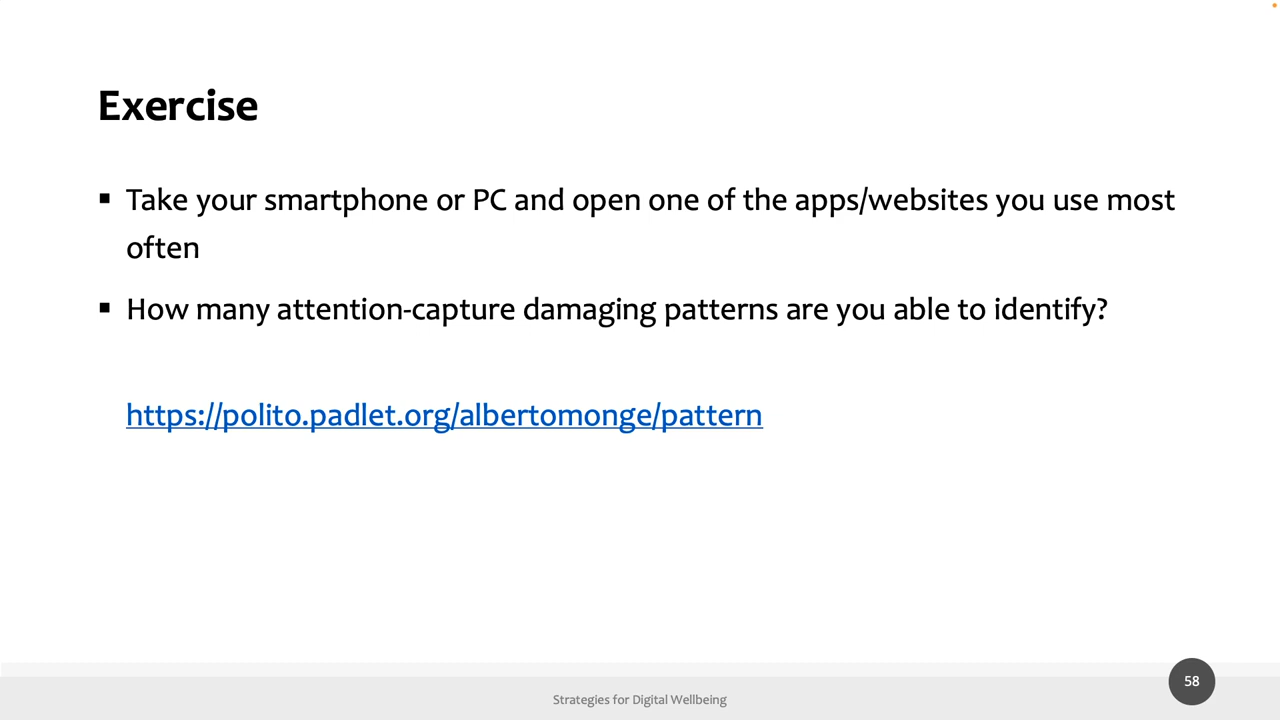 Exercise
▪ Take your smartphone or PC and open one of the apps/websites you use most
often
▪ How many attention-capture damaging patterns are you able to identify?
https://polito.padlet.org/albertomonge/pattern
58
Strategies for Digital Wellbeing